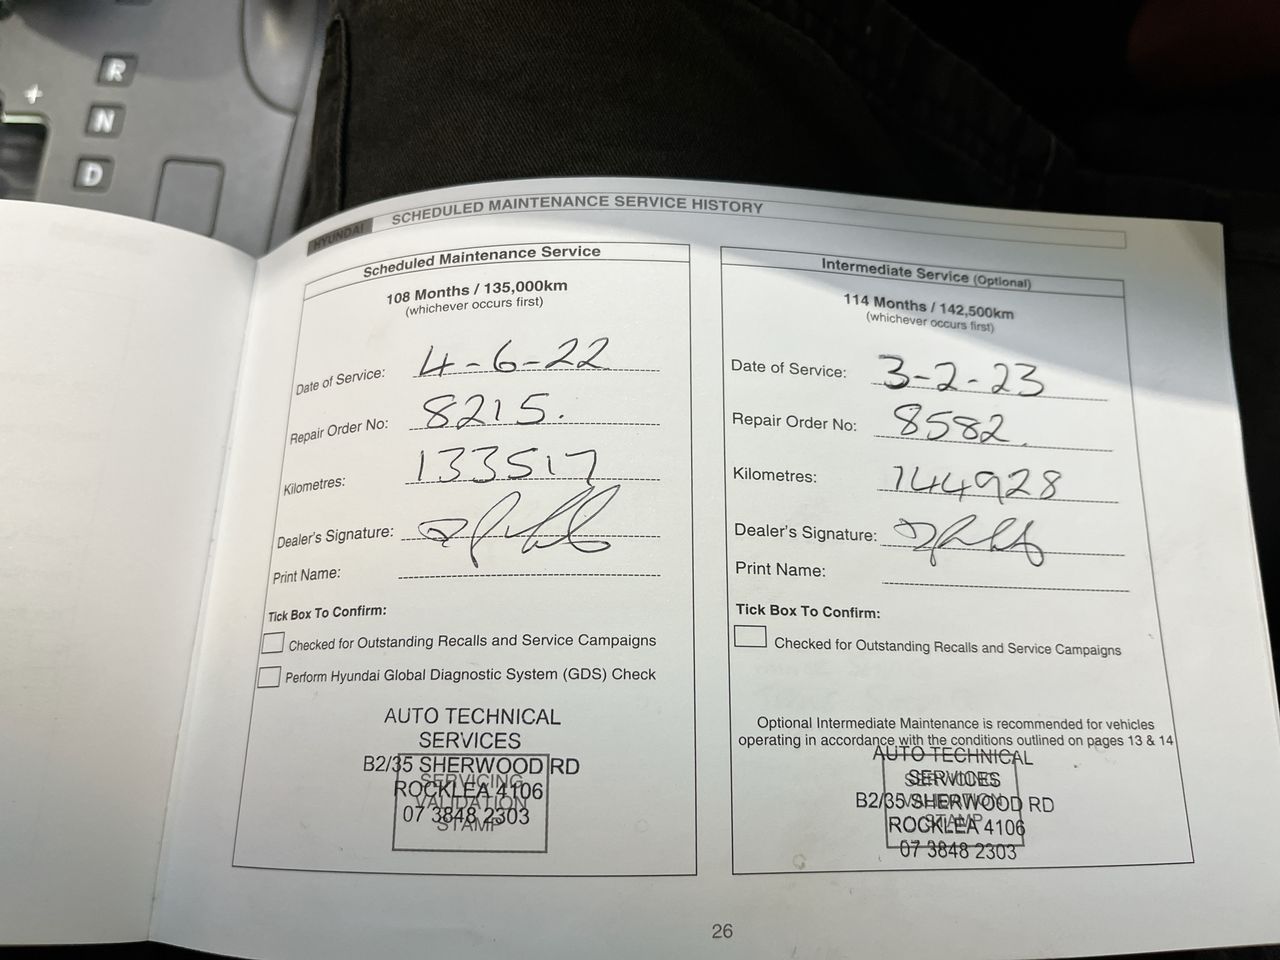 R
+
N
D
HYUNDAI
SCHEDULED MAINTENANCE SERVICE HISTORY
Scheduled Maintenance Service
108 Months / 135,000km
(whichever occurs first)
Date of Service: 4-6-22
Repair Order No: 8215.
Kilometres: 133517
Dealer's Signature:
Print Name:
Tick Box To Confirm:
Checked for Outstanding Recalls and Service Campaigns
Perform Hyundai Global Diagnostic System (GDS) Check
AUTO TECHNICAL
SERVICES
B2/35 SHERWOOD RD
ROCKLEA 4106
07 3848 2303
SERVICING
VALIDATION
STAMP
Intermediate Service (Optional)
114 Months / 142,500km
(whichever occurs first)
Date of Service: 3-2-23
Repair Order No: 8582.
Kilometres: 144928
Dealer's Signature:
Print Name:
Tick Box To Confirm:
Checked for Outstanding Recalls and Service Campaigns
Optional Intermediate Maintenance is recommended for vehicles
operating in accordance with the conditions outlined on pages 13 & 14
AUTO TECHNICAL
SERVICES
B2/35 SHERWOOD RD
ROCKLEA 4106
07 3848 2303
SERVICING
VALIDATION
STAMP
26